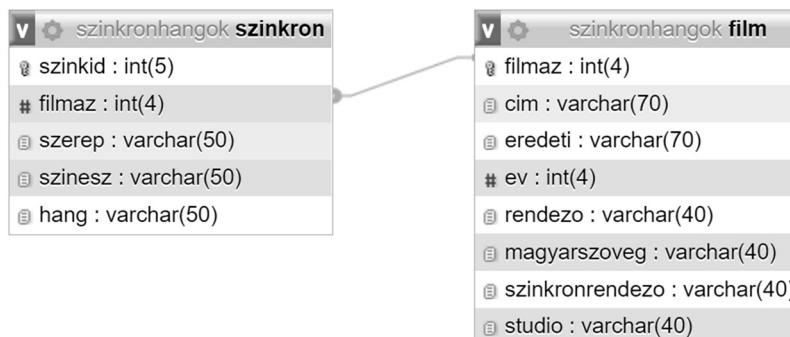 v szinkronhangok szinkron
szinkid : int(5)
# filmaz : int(4)
szerep : varchar(50)
szinesz : varchar(50)
hang : varchar(50)
v szinkronhangok film
filmaz : int(4)
cim : varchar(70)
eredeti : varchar(70)
# ev : int(4)
rendezo : varchar(40)
magyarszoveg : varchar(40)
szinkronrendezo : varchar(40)
studio : varchar(40)